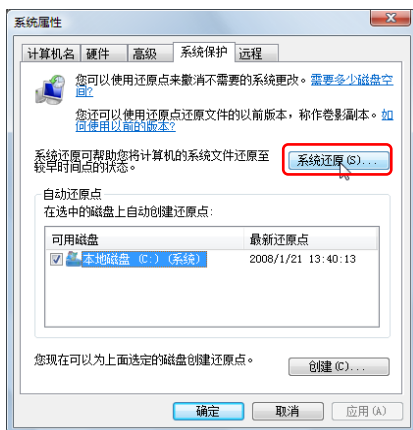 系统属性
计算机名 硬件 高级 系统保护 远程
您可以使用还原点来撤消不需要的系统更改。需要多少磁盘空
间?
您还可以使用还原点还原文件的以前版本，称作卷影副本。如
何使用以前的版本?
系统还原可帮助您将计算机的系统文件还原至
较早时间点的状态。
系统还原(S)...
自动还原点
在选中的磁盘上自动创建还原点:
可用磁盘 最新还原点
本地磁盘 (C:) (系统) 2008/1/21 13:40:13
您现在可以为上面选定的磁盘创建还原点。
创建(C)...
确定 取消 应用(A)